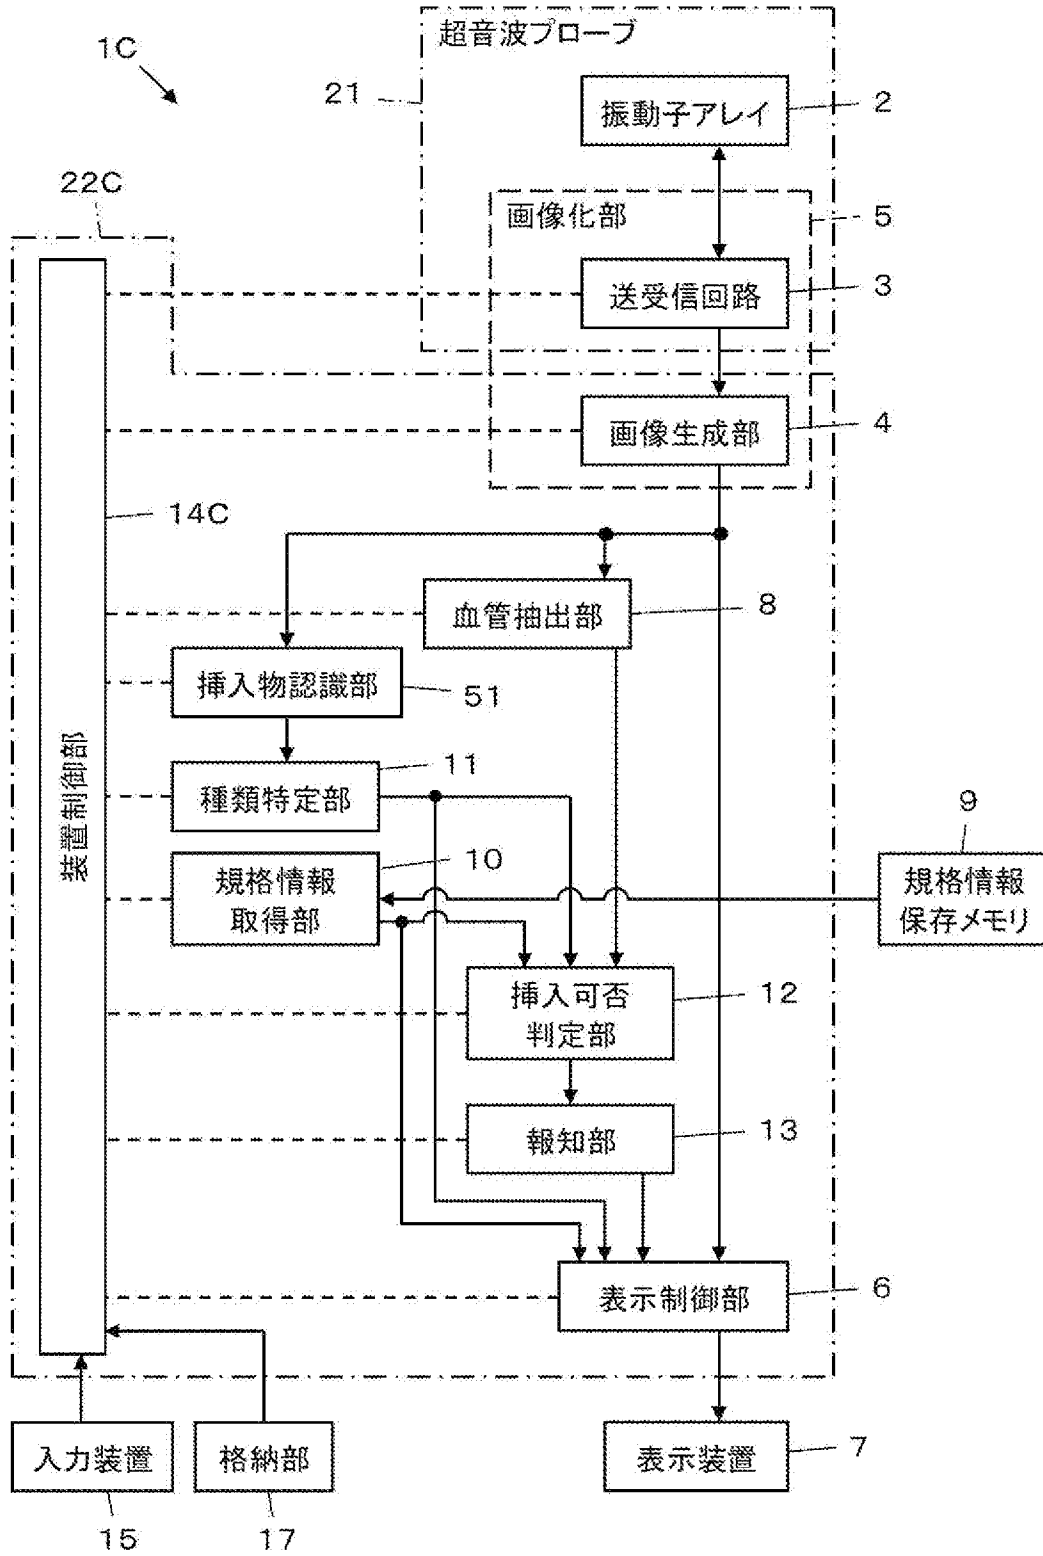 超音波プローブ
1C
21
振動子アレイ
2
22C
画像化部
5
送受信回路
3
画像生成部
4
14C
血管抽出部
8
挿入物認識部
51
装置制御部
種類特定部
11
規格情報
取得部
10
9
規格情報
保存メモリ
挿入可否
判定部
12
報知部
13
表示制御部
6
入力装置
15
格納部
17
表示装置
7